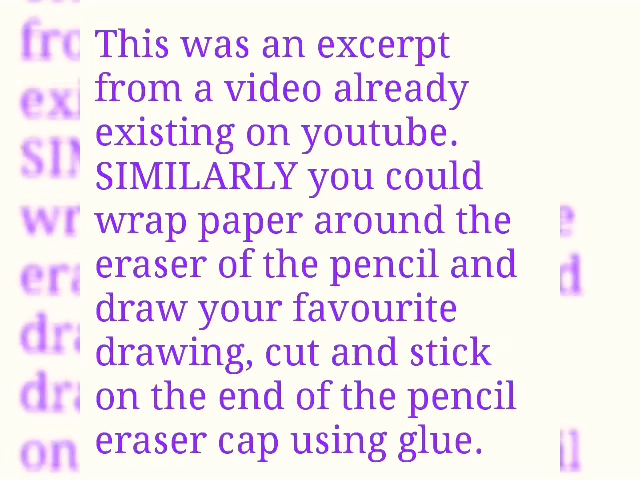 This was an excerpt
from a video already
existing on youtube.
SIMILARLY you could
wrap paper around the
eraser of the pencil and
draw your favourite
drawing, cut and stick
on the end of the pencil
eraser cap using glue.